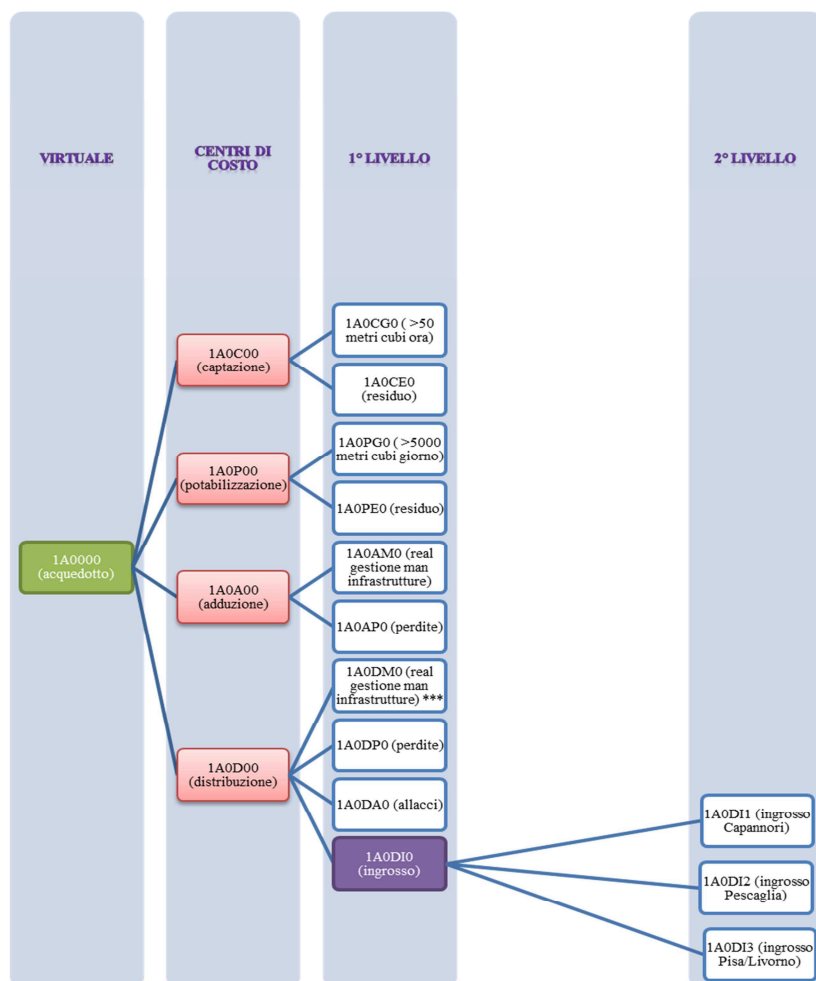 VIRTUALE
CENTRI DI
COSTO
1° LIVELLO
2° LIVELLO
1A0000
(acquedotto)
1A0C00
(captazione)
1A0P00
(potabilizzazione)
1A0A00
(adduzione)
1A0D00
(distribuzione)
1A0CG0 ( >50
metri cubi ora)
1A0CE0
(residuo)
1A0PG0 ( >5000
metri cubi giorno)
1A0PE0 (residuo)
1A0AM0 (real
gestione man
infrastrutture)
1A0AP0 (perdite)
1A0DM0 (real
gestione man
infrastrutture) ***
1A0DP0 (perdite)
1A0DA0 (allacci)
1A0DI0
(ingrosso)
1A0DI1 (ingrosso
Capannori)
1A0DI2 (ingrosso
Pescaglia)
1A0DI3 (ingrosso
Pisa/Livorno)